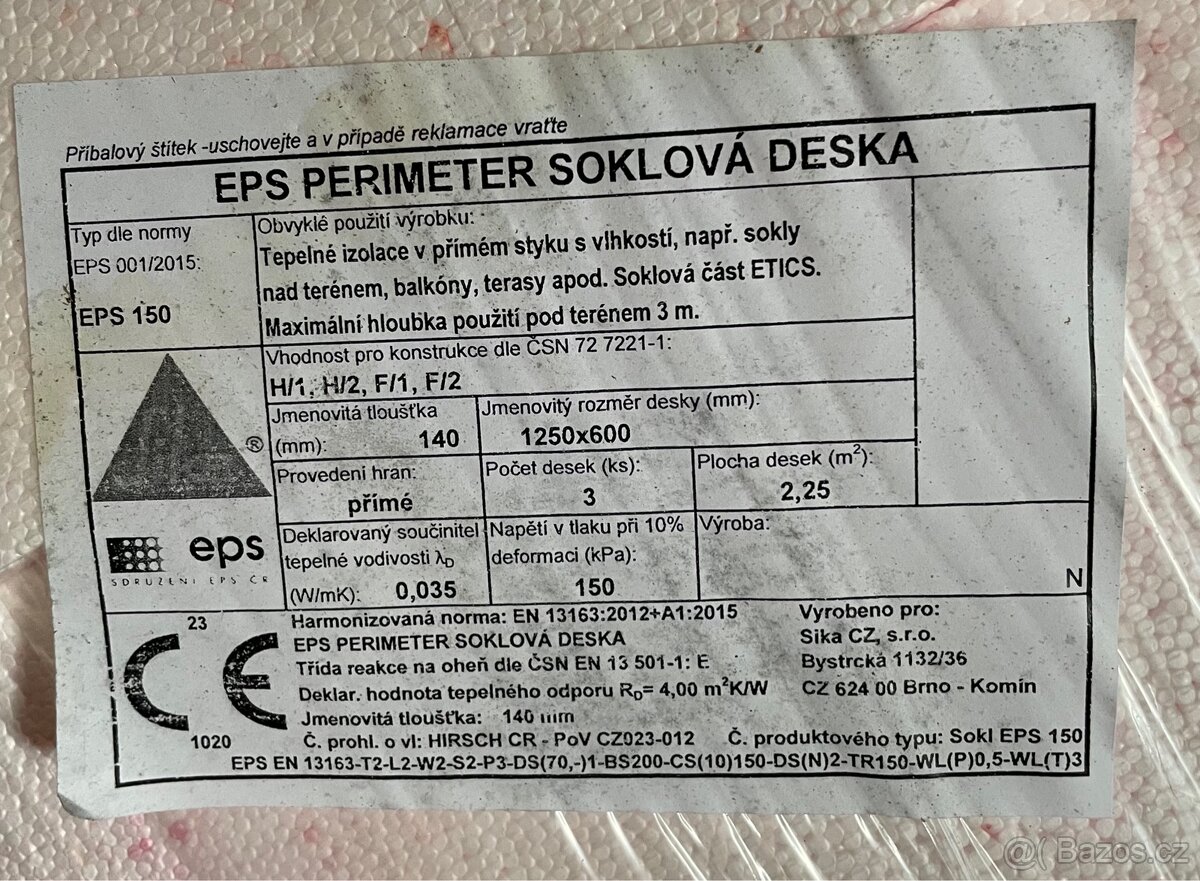 Příbalový štítek -uschovejte a v případě reklamace vraťte
EPS PERIMETER SOKLOVÁ DESKA
Typ dle normy
EPS 001/2015:
EPS 150
Obvyklé použití výrobku:
Tepelné izolace v přímém styku s vlhkostí, např. sokly
nad terénem, balkóny, terasy apod. Soklová část ETICS.
Maximální hloubka použití pod terénem 3 m.
Vhodnost pro konstrukce dle ČSN 72 7221-1:
H/1, H/2, F/1, F/2
Jmenovitá tloušťka
(mm): 140
Jmenovitý rozměr desky (mm):
1250x600
®
Provedení hran:
přímé
Počet desek (ks):
3
Plocha desek (m²):
2,25
eps
SDRUŽENÍ EPS ČR
Deklarovaný součinitel
tepelné vodivosti λD
(W/mK): 0,035
Napětí v tlaku při 10%
deformaci (kPa):
150
Výroba:
N
23
CE
1020
Harmonizovaná norma: EN 13163:2012+A1:2015
EPS PERIMETER SOKLOVÁ DESKA
Třída reakce na oheň dle ČSN EN 13 501-1: E
Deklar. hodnota tepelného odporu RD= 4,00 m²K/W
Jmenovitá tloušťka: 140 mm
Vyrobeno pro:
Sika CZ, s.r.o.
Bystrcká 1132/36
CZ 624 00 Brno - Komín
Č. prohl. o vl: HIRSCH CR - PoV CZ023-012 Č. produktového typu: Sokl EPS 150
EPS EN 13163-T2-L2-W2-S2-P3-DS(70,-)1-BS200-CS(10)150-DS(N)2-TR150-WL(P)0,5-WL(T)3
@( Bazos.cz